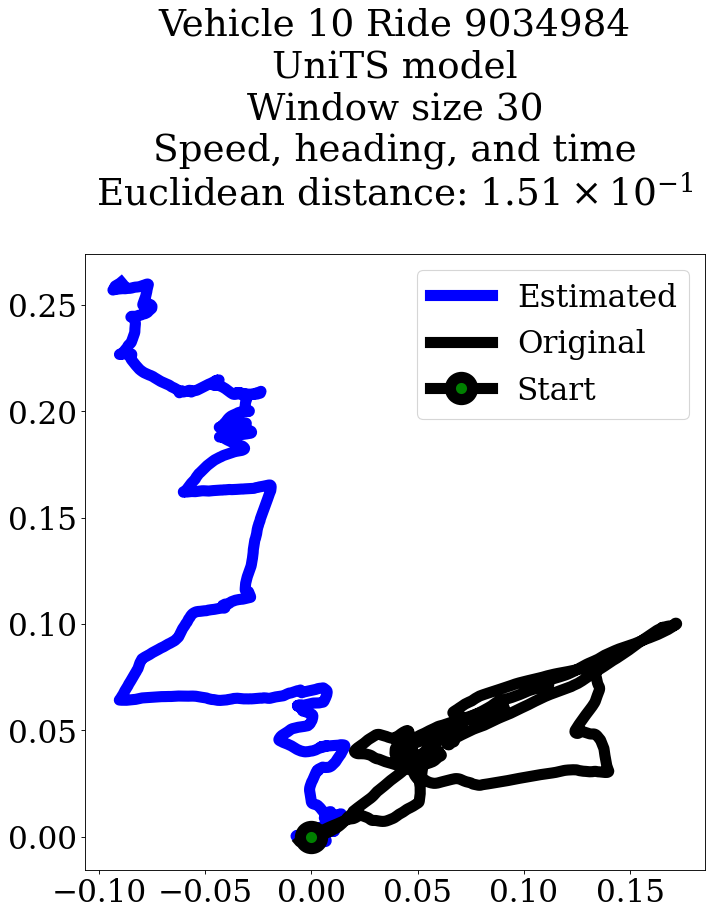 Vehicle 10 Ride 9034984
UniTS model
Window size 30
Speed, heading, and time
Euclidean distance: 1.51 × 10⁻¹
Estimated
Original
Start
0.25
0.20
0.15
0.10
0.05
0.00
−0.10 −0.05 0.00 0.05 0.10 0.15